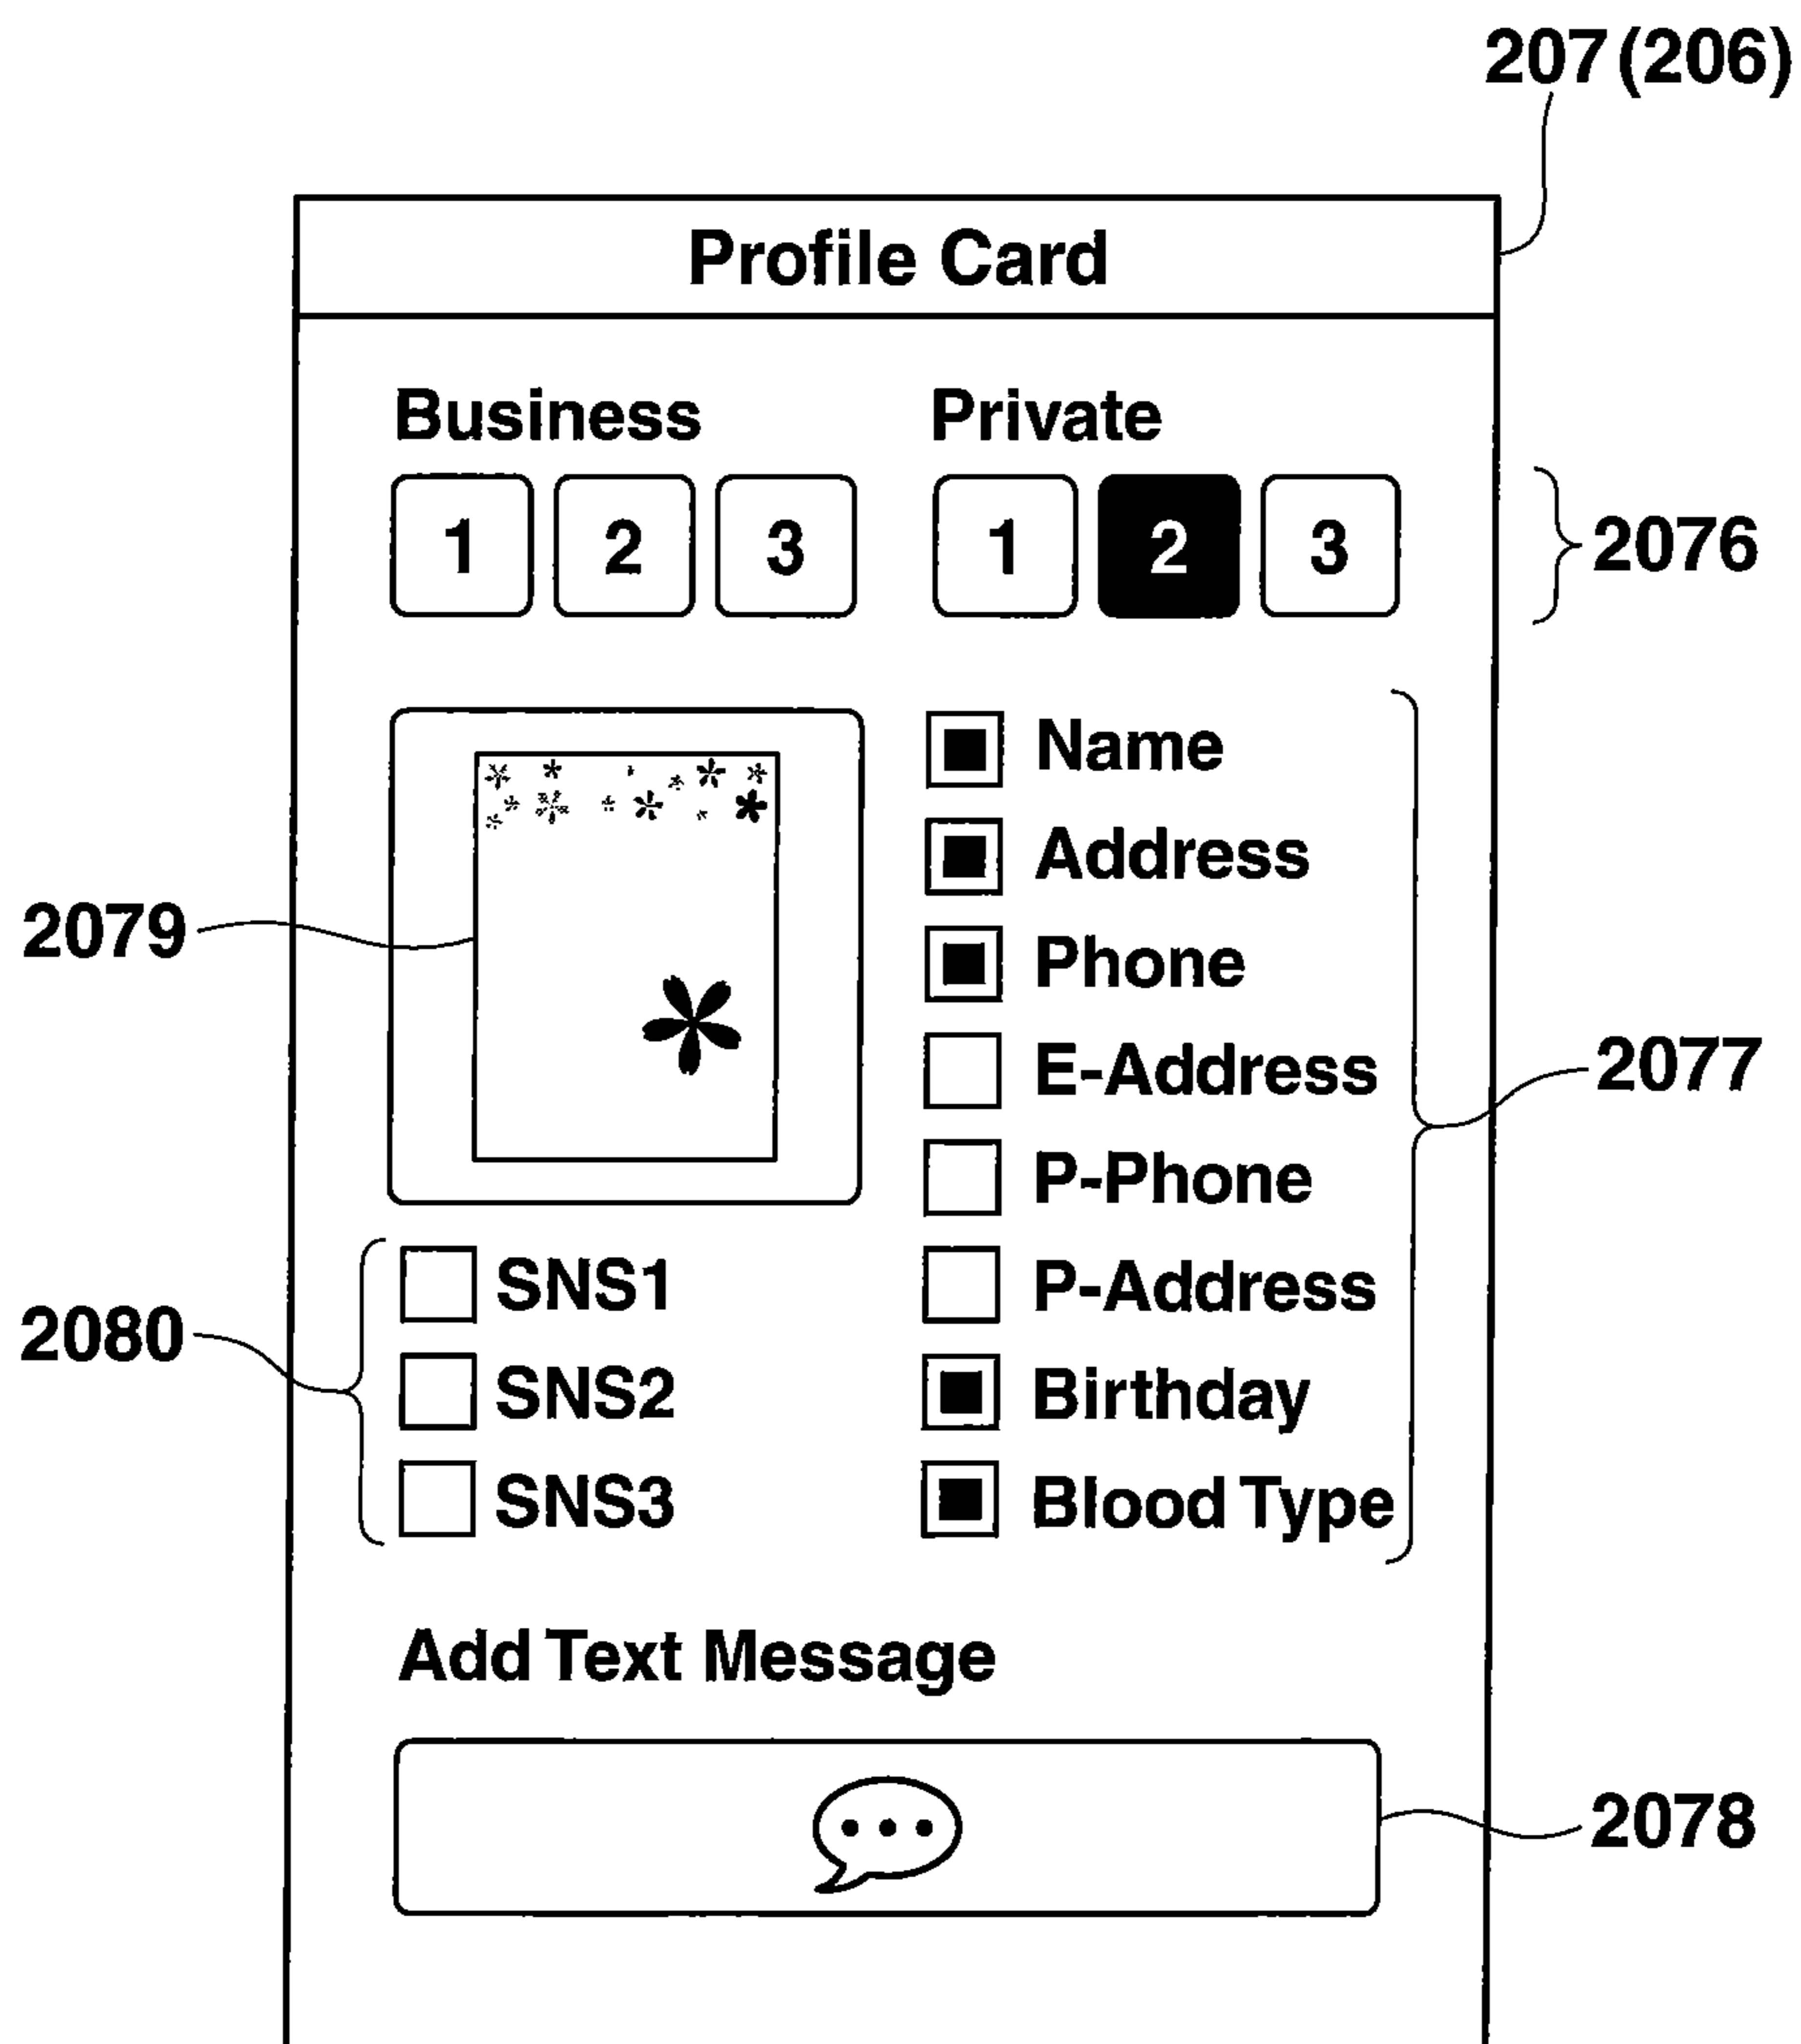 207(206)
Profile Card
Business Private
1 2 3 1 2 3
2076
Name
Address
2079
Phone
E-Address
2077
P-Phone
SNS1 P-Address
2080
SNS2 Birthday
SNS3 Blood Type
Add Text Message
2078